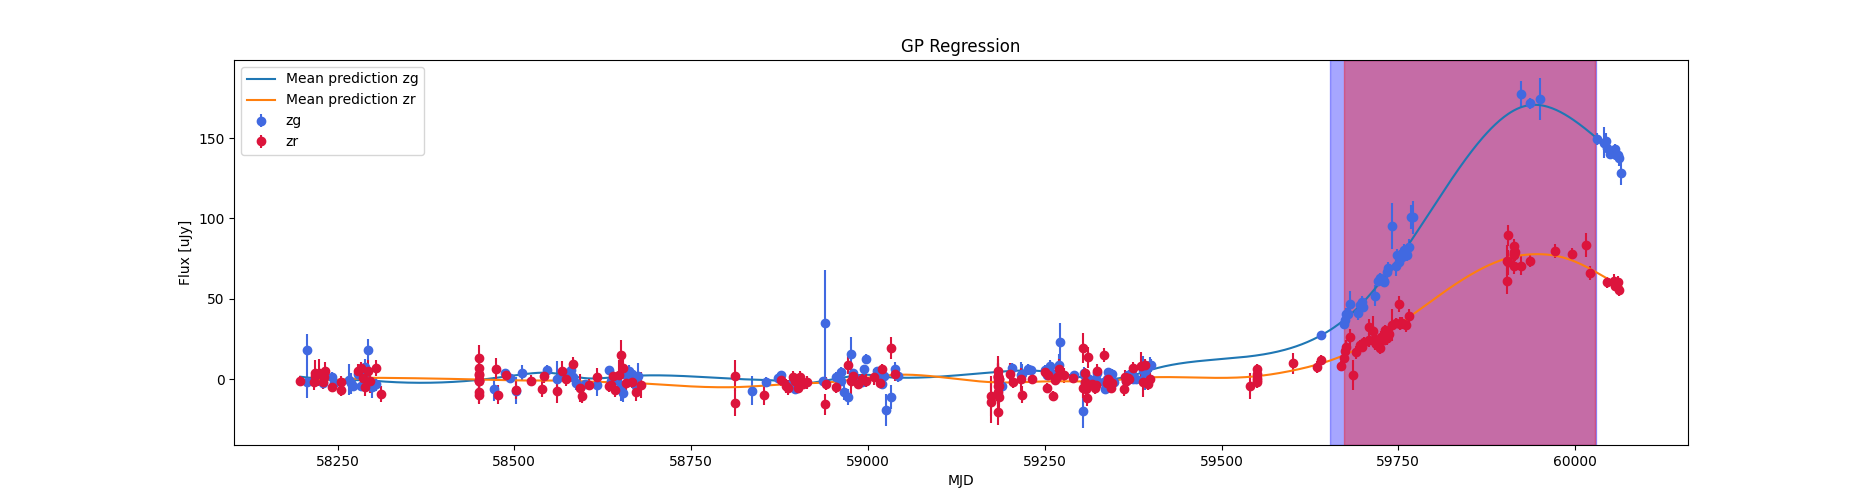 GP Regression
Mean prediction zg
Mean prediction zr
zg
zr
Flux [uJy]
150
100
50
0
58250
58500
58750
59000
59250
59500
59750
60000
MJD